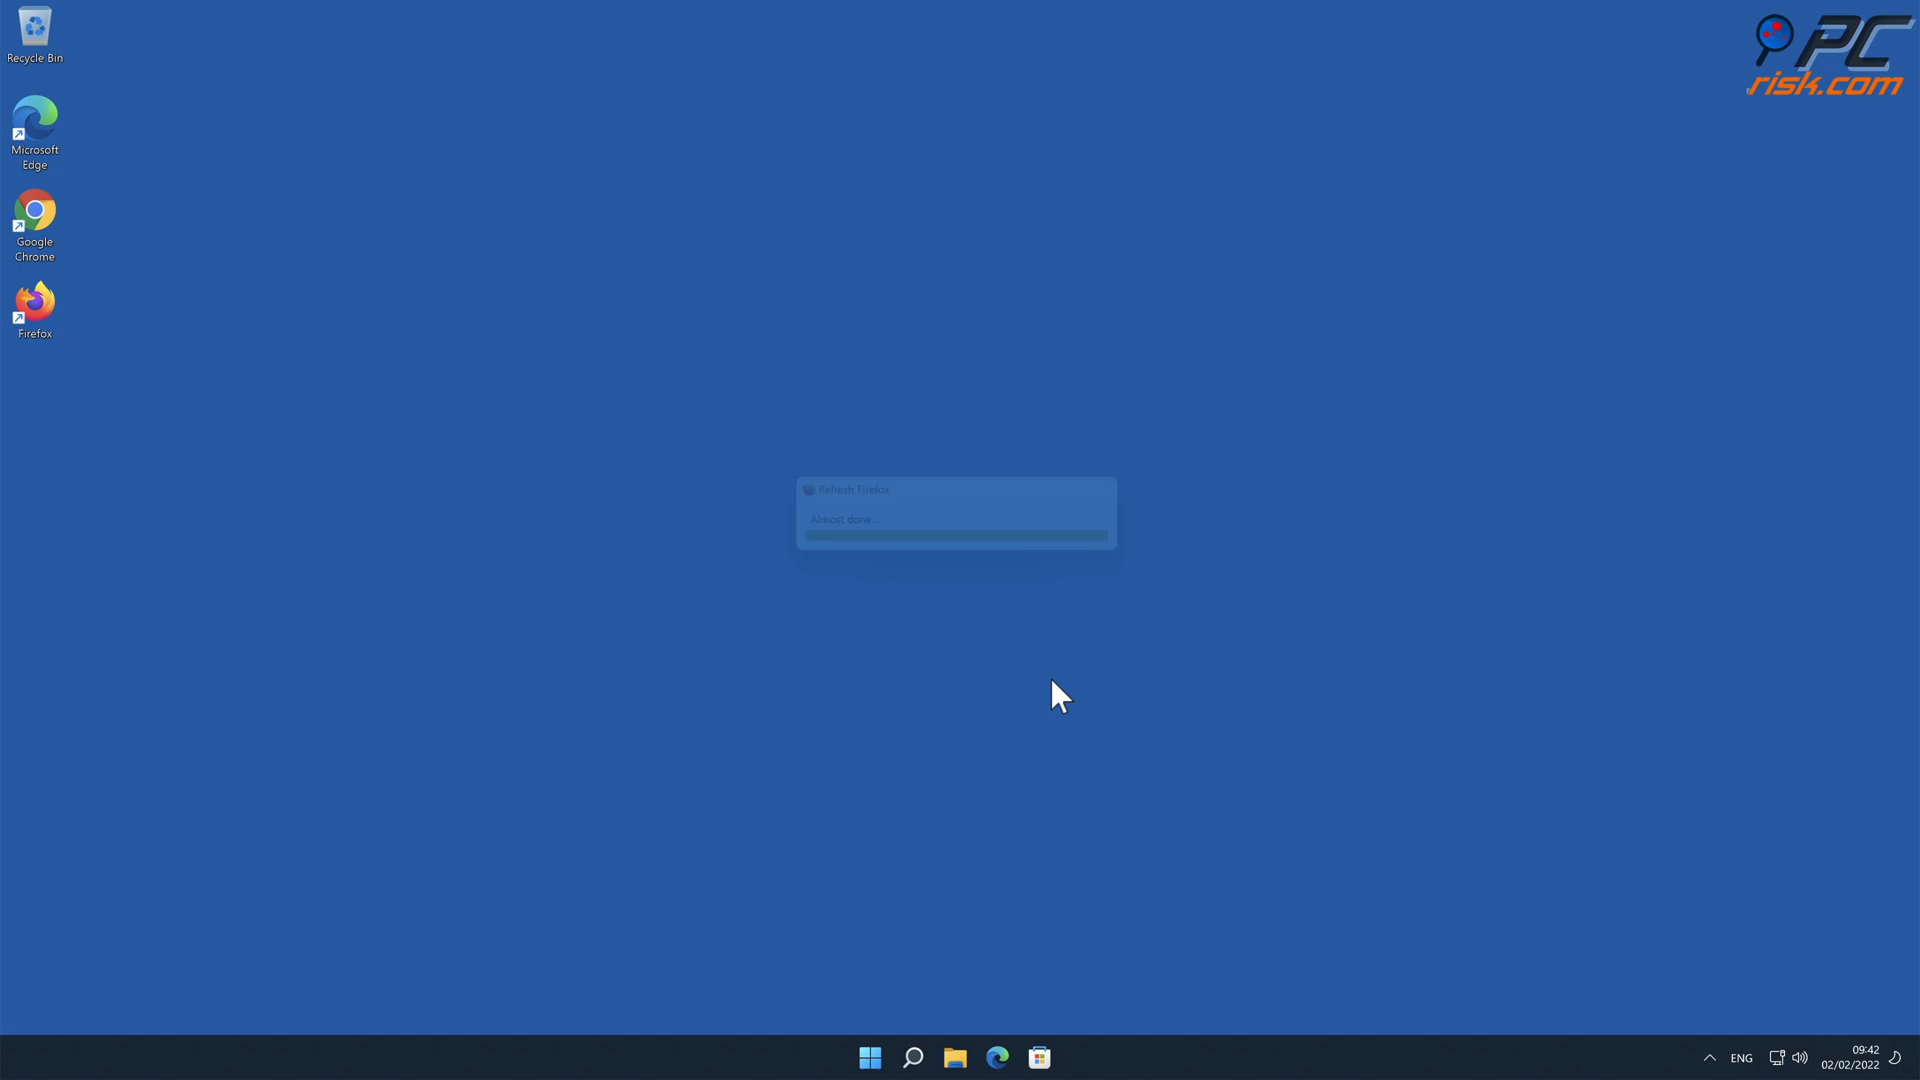 Recycle Bin
Microsoft
Edge
Google
Chrome
Firefox
PC
risk.com
Refresh Firefox
Almost done...
ENG
09:42
02/02/2022